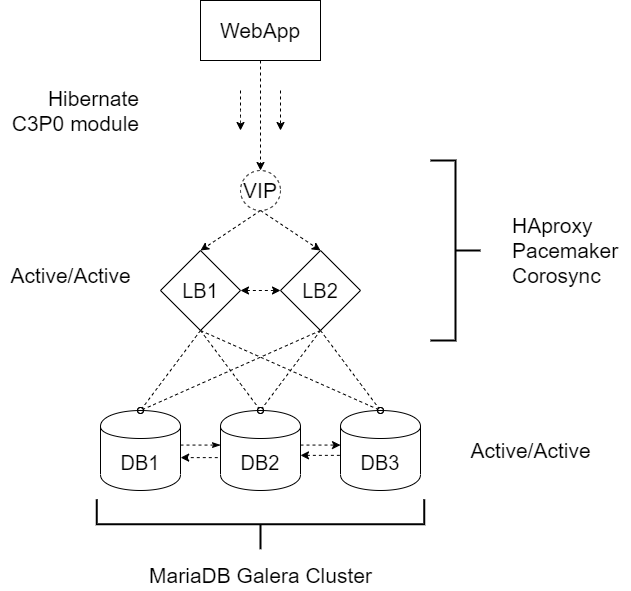 WebApp
Hibernate
C3P0 module
VIP
HAproxy
Pacemaker
Corosync
Active/Active
LB1
LB2
DB1
DB2
DB3
Active/Active
MariaDB Galera Cluster